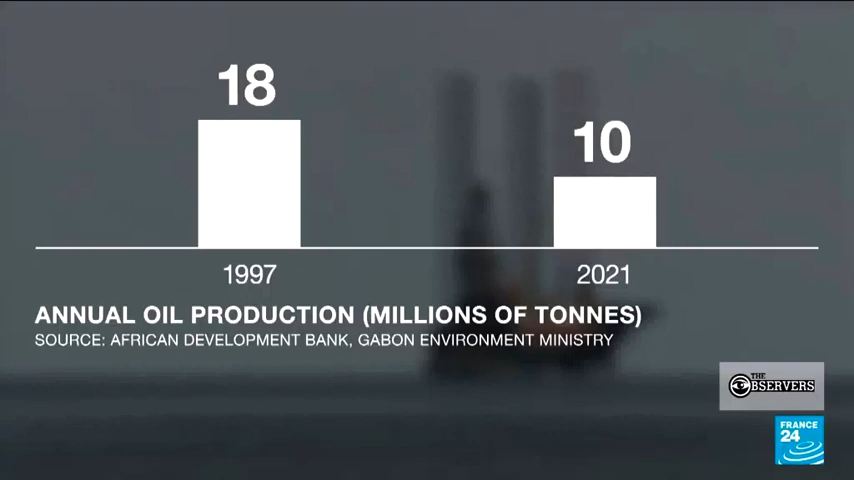 18
10
1997
2021
ANNUAL OIL PRODUCTION (MILLIONS OF TONNES)
SOURCE: AFRICAN DEVELOPMENT BANK, GABON ENVIRONMENT MINISTRY
THE
OBSERVERS
FRANCE
24